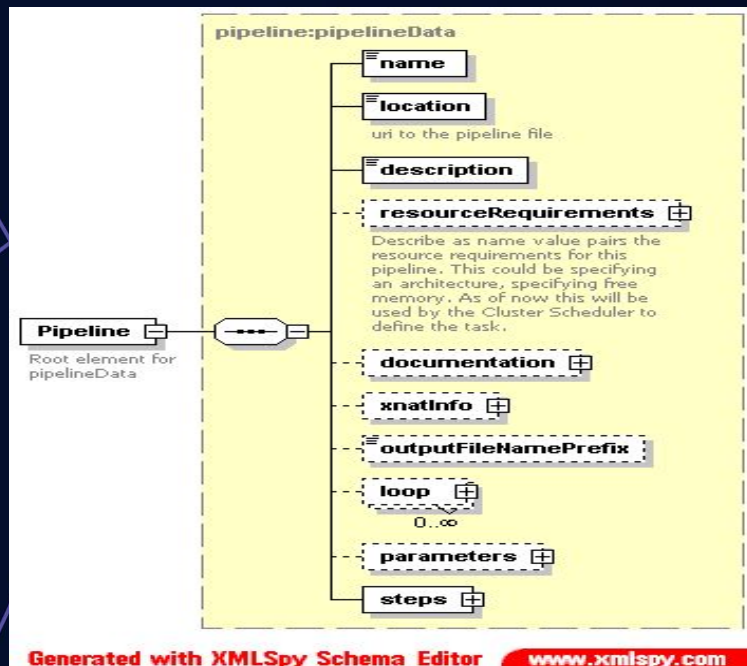 pipeline:pipelineData
name
location
uri to the pipeline file
description
resourceRequirements
Describe as name value pairs the
resource requirements for this
pipeline. This could be specifying
an architecture, specifying free
memory. As of now this will be
used by the Cluster Scheduler to
define the task.
Pipeline
Root element for
pipelineData
documentation
xnatInfo
outputFileNamePrefix
loop
0..∞
parameters
steps
Generated with XMLSpy Schema Editor www.xmlspy.com